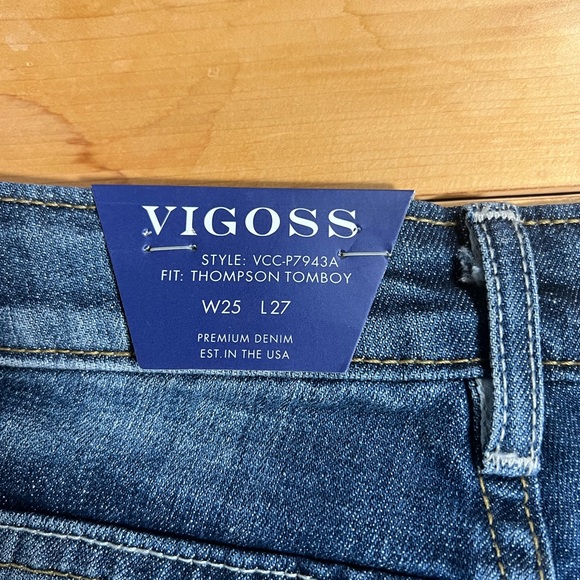 VIGOSS
STYLE: VCC-P7943A
FIT: THOMPSON TOMBOY
W25 L27
PREMIUM DENIM
EST. IN THE USA